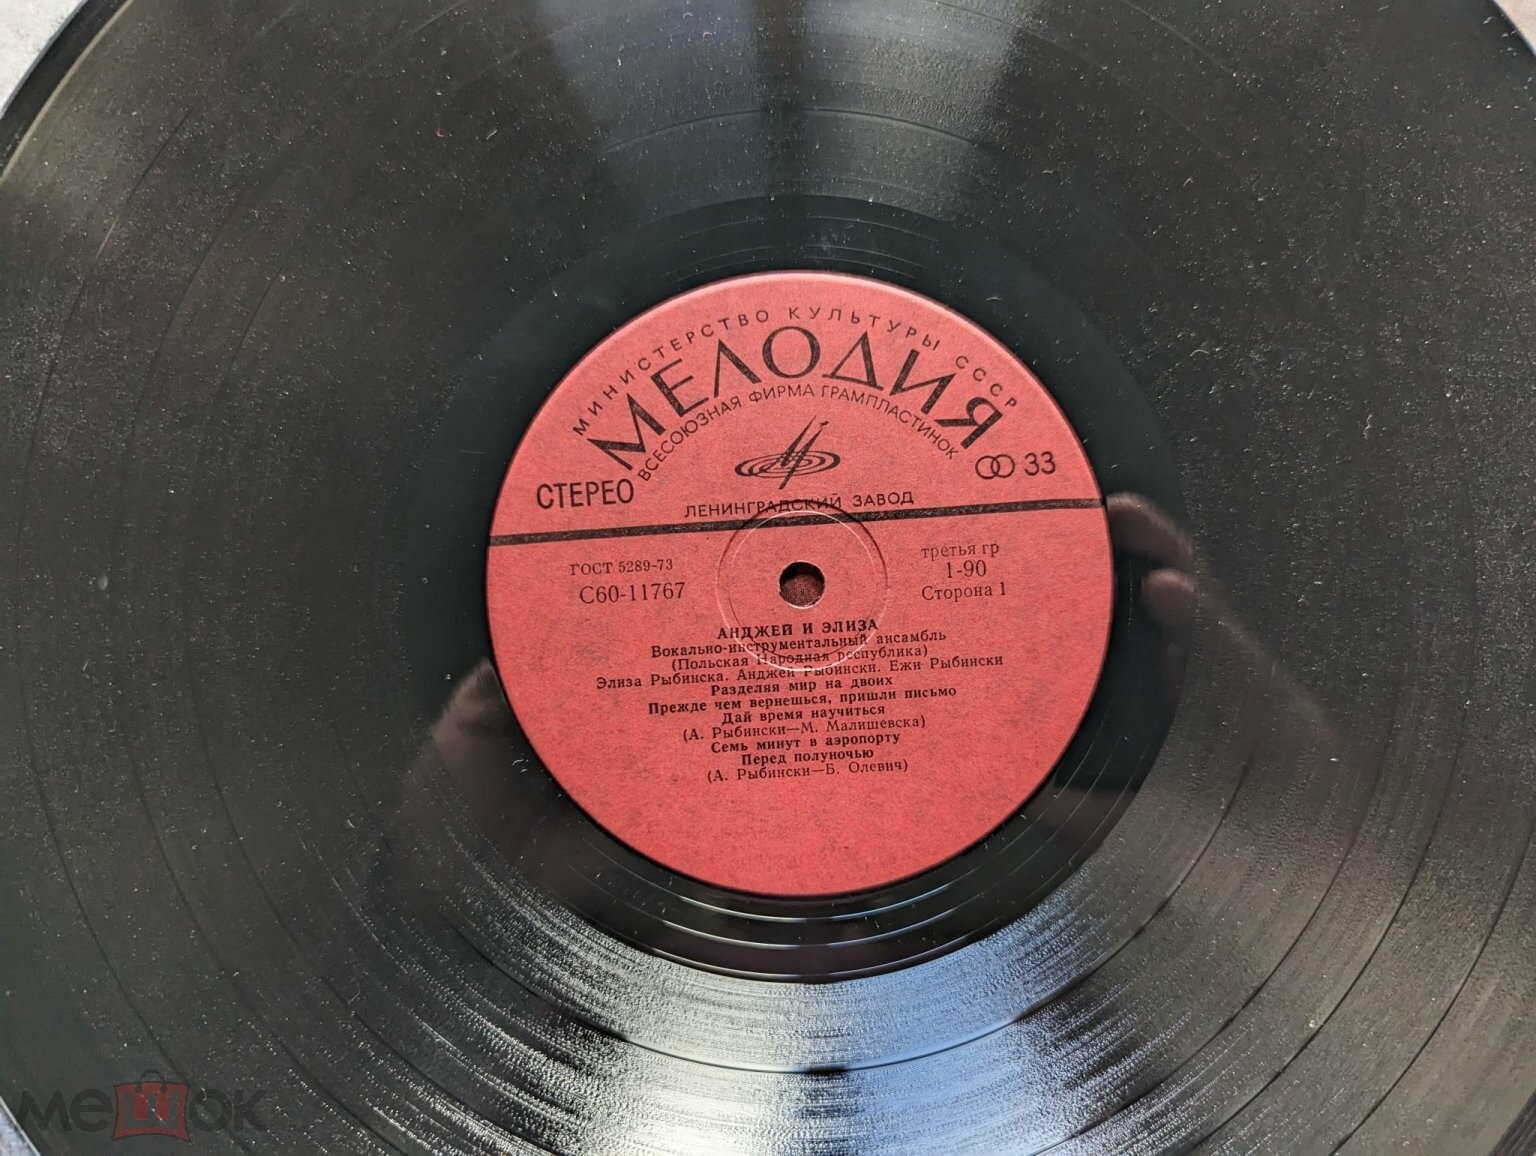 МИНИСТЕРСТВО КУЛЬТУРЫ СССР
МЕЛОДИЯ
ВСЕСОЮЗНАЯ ФИРМА ГРАМПЛАСТИНОК
СТЕРЕО
33
ЛЕНИНГРАДСКИЙ ЗАВОД
ГОСТ 5289-73
С60-11767
третья гр
1-90
Сторона 1
АНДЖЕЙ И ЭЛИЗА
Вокально-инструментальный ансамбль
(Польская Народная республика)
Элиза Рыбинска. Анджей Рыбински. Ежи Рыбински
Разделяя мир на двоих
Прежде чем вернешься, пришли письмо
Дай время научиться
(А. Рыбински—М. Малишевска)
Семь минут в аэропорту
Перед полуночью
(А. Рыбински—Б. Олевич)
мешок